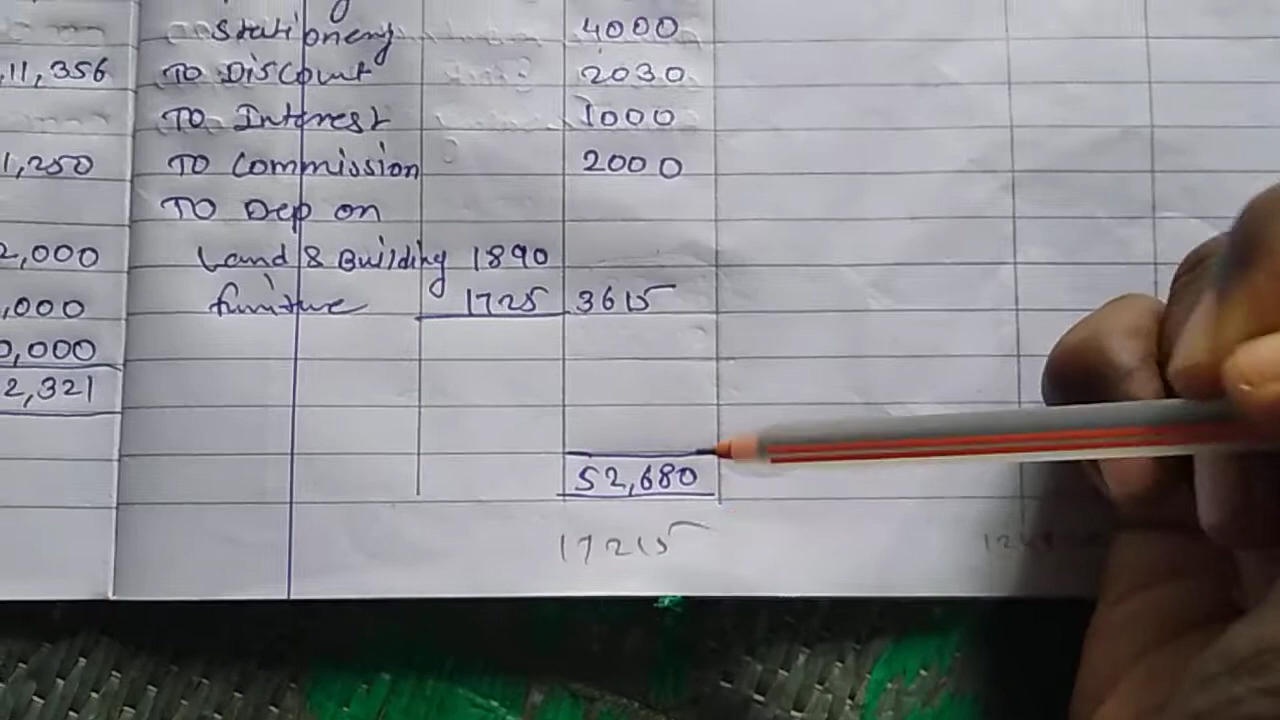 Stationery 4000
,11,356 TO Discount 2030
TO Interest 1000
1,250 TO Commission 2000
TO Dep on
2,000 Land & Building 1890
,000 furniture 1725 3615
0,000
2,321
52,680
17215